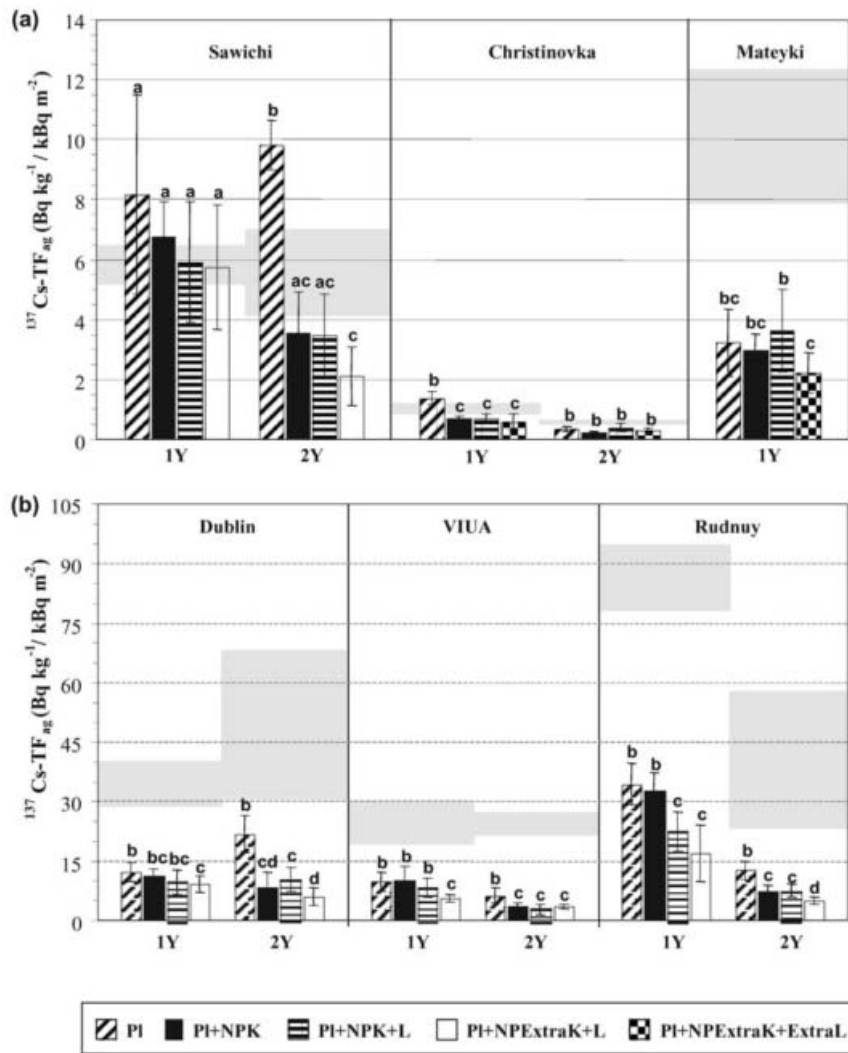 (a)
14
12
10
8
6
4
2
0
¹³⁷Cs-TFag (Bq kg⁻¹ / kBq m⁻²)
Sawichi Christinovka Mateyki
a a a a b ac ac c
b c c c b b b b
bc bc b c
1Y 2Y 1Y 2Y 1Y
(b)
105
90
75
60
45
30
15
0
¹³⁷Cs-TFag (Bq kg⁻¹/ kBq m⁻²)
Dublin VIUA Rudnuy
b bc bc c b cd c d
b b b c b c c c
b b c c b c c d
1Y 2Y 1Y 2Y 1Y 2Y
Pl Pl+NPK Pl+NPK+L Pl+NPExtraK+L Pl+NPExtraK+ExtraL